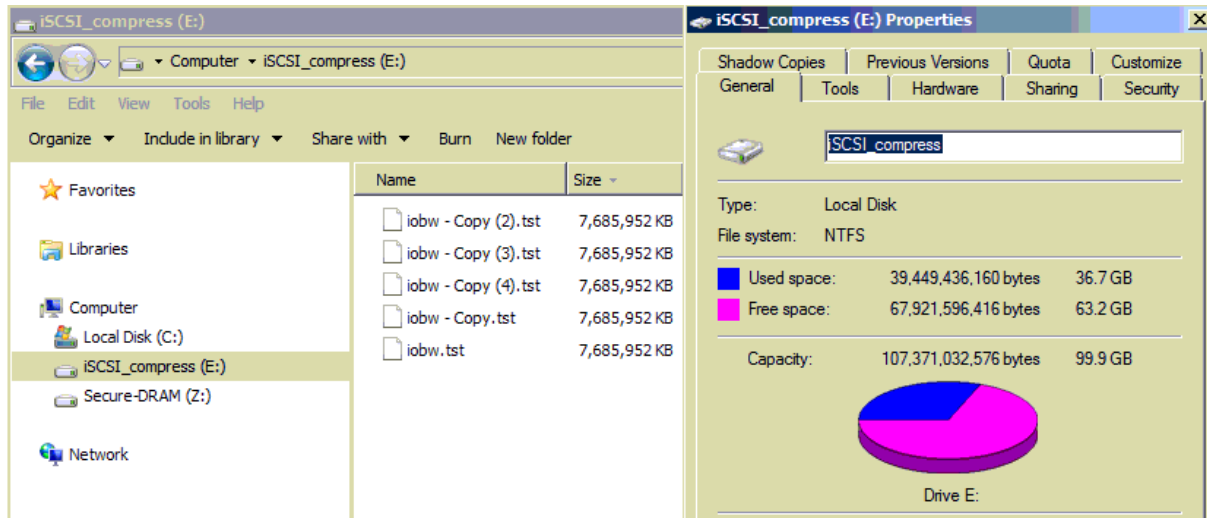 iSCSI_compress (E:)
Computer iSCSI_compress (E:)
File Edit View Tools Help
Organize Include in library Share with Burn New folder
Favorites
Libraries
Computer
Local Disk (C:)
iSCSI_compress (E:)
Secure-DRAM (Z:)
Network
Name Size
iobw - Copy (2).tst 7,685,952 KB
iobw - Copy (3).tst 7,685,952 KB
iobw - Copy (4).tst 7,685,952 KB
iobw - Copy.tst 7,685,952 KB
iobw.tst 7,685,952 KB
iSCSI_compress (E:) Properties
Shadow Copies Previous Versions Quota Customize
General Tools Hardware Sharing Security
iSCSI_compress
Type: Local Disk
File system: NTFS
Used space: 39,449,436,160 bytes 36.7 GB
Free space: 67,921,596,416 bytes 63.2 GB
Capacity: 107,371,032,576 bytes 99.9 GB
Drive E: